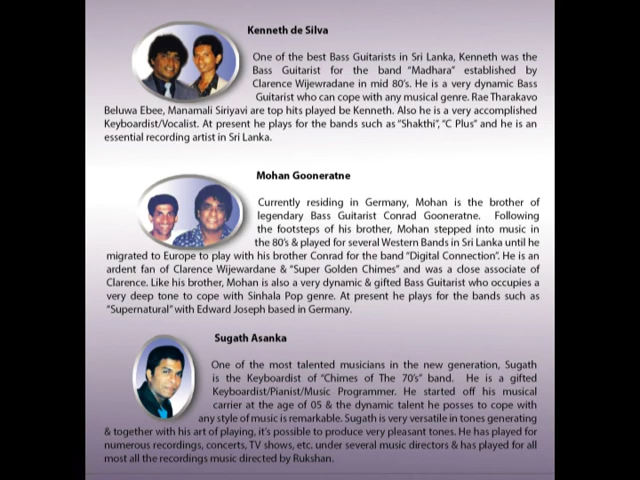 Kenneth de Silva
One of the best Bass Guitarists in Sri Lanka, Kenneth was the
Bass Guitarist for the band "Madhara" established by
Clarence Wijewradane in mid 80's. He is a very dynamic Bass
Guitarist who can cope with any musical genre. Rae Tharakavo
Beluwa Ebee, Manamali Siriyavi are top hits played be Kenneth. Also he is a very accomplished
Keyboardist/Vocalist. At present he plays for the bands such as "Shakthi", "C Plus" and he is an
essential recording artist in Sri Lanka.
Mohan Gooneratne
Currently residing in Germany, Mohan is the brother of
legendary Bass Guitarist Conrad Gooneratne. Following
the footsteps of his brother, Mohan stepped into music in
the 80's & played for several Western Bands in Sri Lanka until he
migrated to Europe to play with his brother Conrad for the band "Digital Connection". He is an
ardent fan of Clarence Wijewardane & "Super Golden Chimes" and was a close associate of
Clarence. Like his brother, Mohan is also a very dynamic & gifted Bass Guitarist who occupies a
very deep tone to cope with Sinhala Pop genre. At present he plays for the bands such as
"Supernatural" with Edward Joseph based in Germany.
Sugath Asanka
One of the most talented musicians in the new generation, Sugath
is the Keyboardist of "Chimes of The 70's" band. He is a gifted
Keyboardist/Pianist/Music Programmer. He started off his musical
carrier at the age of 05 & the dynamic talent he posses to cope with
any style of music is remarkable. Sugath is very versatile in tones generating
& together with his art of playing, it's possible to produce very pleasant tones. He has played for
numerous recordings, concerts, TV shows, etc. under several music directors & has played for all
most all the recordings music directed by Rukshan.